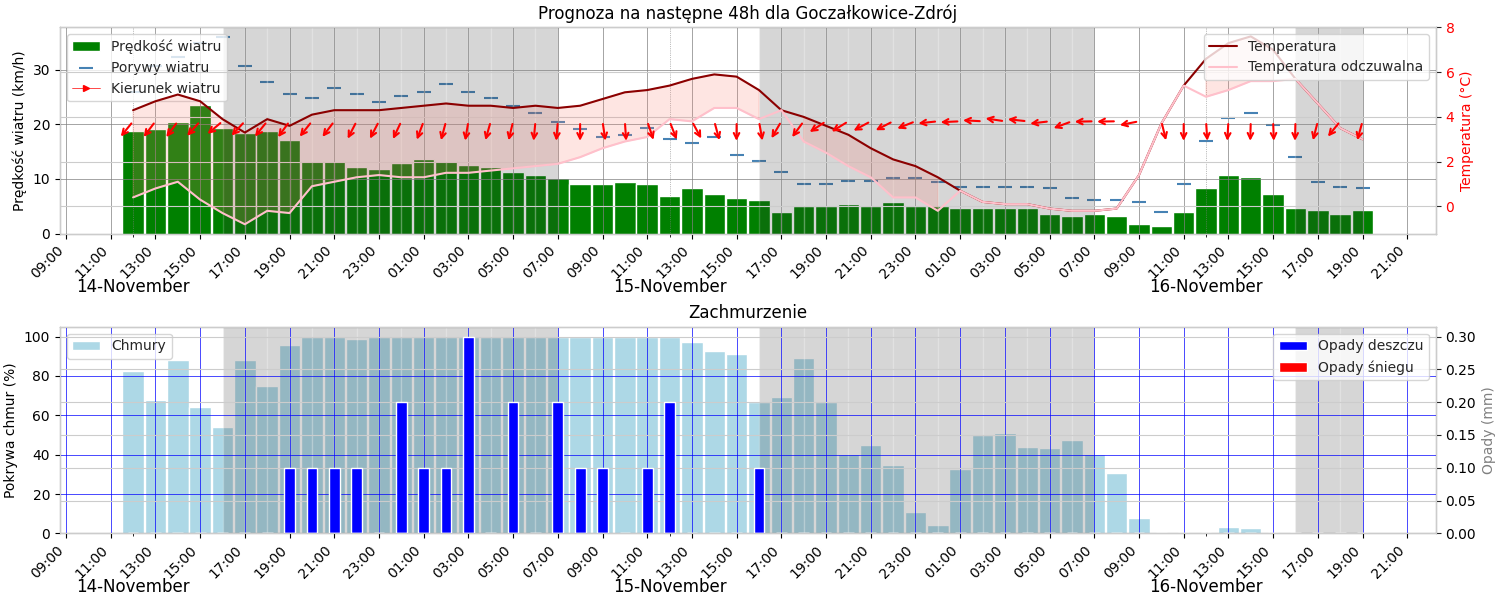 Prognoza na następne 48h dla Goczałkowice-Zdrój
Prędkość wiatru
Porywy wiatru
Kierunek wiatru
Temperatura
Temperatura odczuwalna
Prędkość wiatru (km/h)
30
20
10
0
8
6
4
2
0
Temperatura (°C)
09:00 11:00 13:00 15:00 17:00 19:00 21:00 23:00 01:00 03:00 05:00 07:00 09:00 11:00 13:00 15:00 17:00 19:00 21:00 23:00 01:00 03:00 05:00 07:00 09:00 11:00 13:00 15:00 17:00 19:00 21:00
14-November 15-November 16-November
Zachmurzenie
Chmury
Opady deszczu
Opady śniegu
Pokrywa chmur (%)
100
80
60
40
20
0
0.30
0.25
0.20
0.15
0.10
0.05
0.00
Opady (mm)
09:00 11:00 13:00 15:00 17:00 19:00 21:00 23:00 01:00 03:00 05:00 07:00 09:00 11:00 13:00 15:00 17:00 19:00 21:00 23:00 01:00 03:00 05:00 07:00 09:00 11:00 13:00 15:00 17:00 19:00 21:00
14-November 15-November 16-November